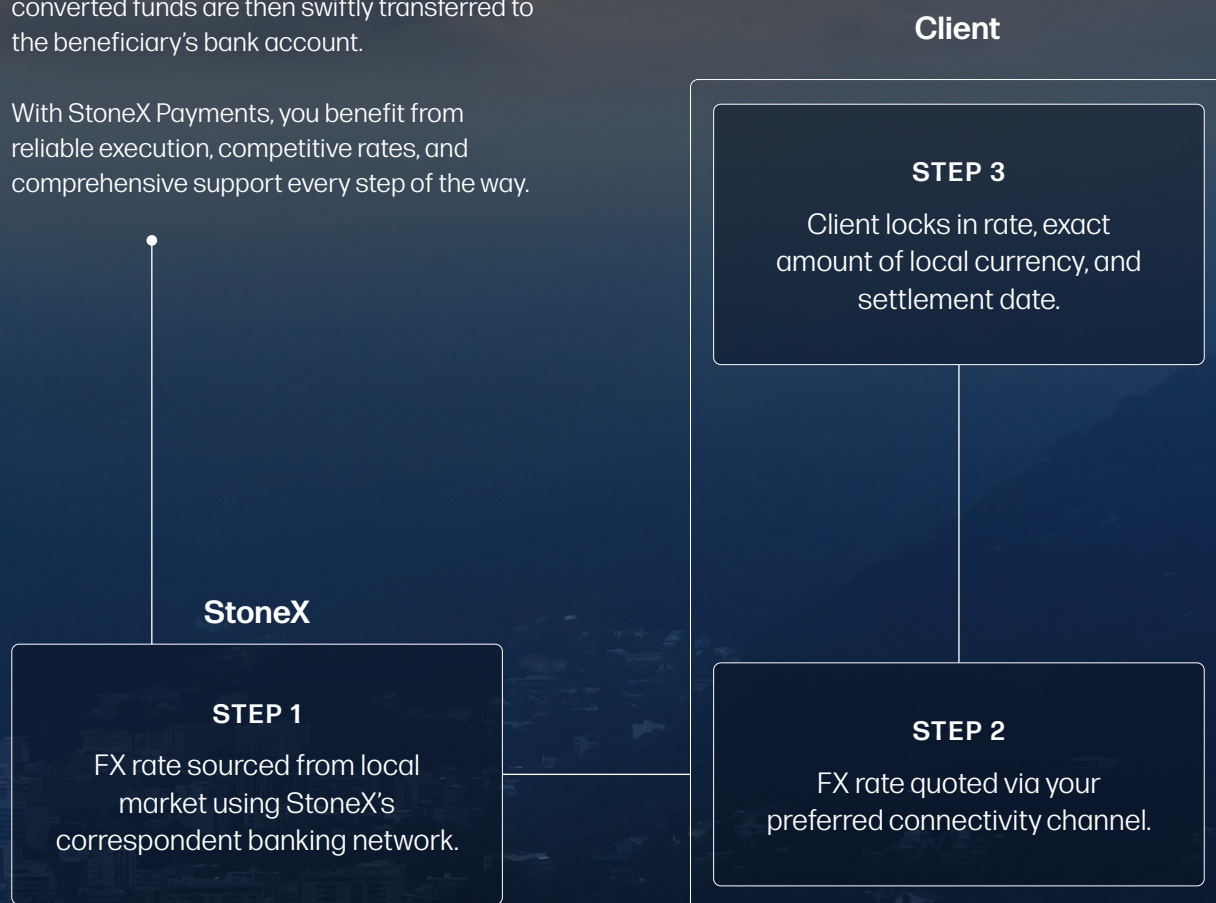 converted funds are then swiftly transferred to
the beneficiary’s bank account.
With StoneX Payments, you benefit from
reliable execution, competitive rates, and
comprehensive support every step of the way.
StoneX
STEP 1
FX rate sourced from local
market using StoneX’s
correspondent banking network.
Client
STEP 3
Client locks in rate, exact
amount of local currency, and
settlement date.
STEP 2
FX rate quoted via your
preferred connectivity channel.